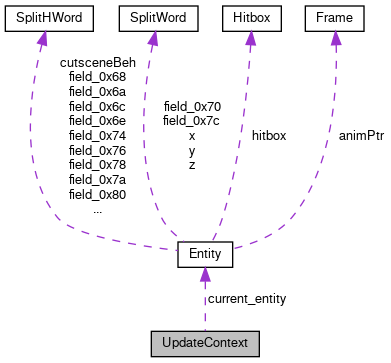 SplitHWord
SplitWord
Hitbox
Frame
cutsceneBeh
field_0x68
field_0x6a
field_0x6c
field_0x6e
field_0x74
field_0x76
field_0x78
field_0x7a
field_0x80
...
field_0x70
field_0x7c
x
y
z
hitbox
animPtr
Entity
current_entity
UpdateContext